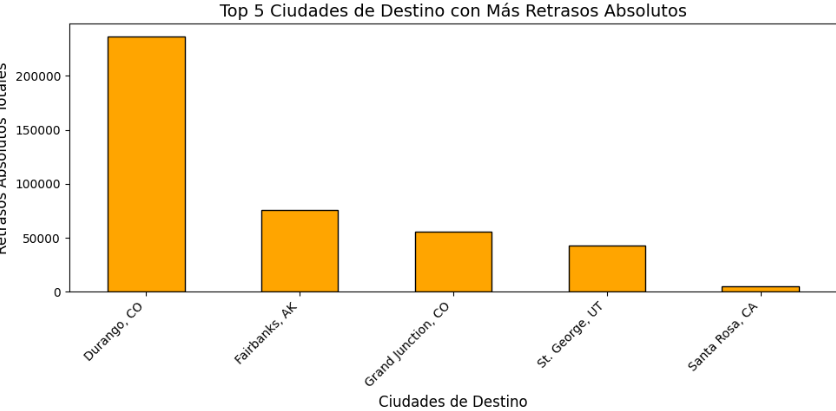 Top 5 Ciudades de Destino con Más Retrasos Absolutos
Retrasos Absolutos Totales
200000
150000
100000
50000
0
Durango, CO
Fairbanks, AK
Grand Junction, CO
St. George, UT
Santa Rosa, CA
Ciudades de Destino